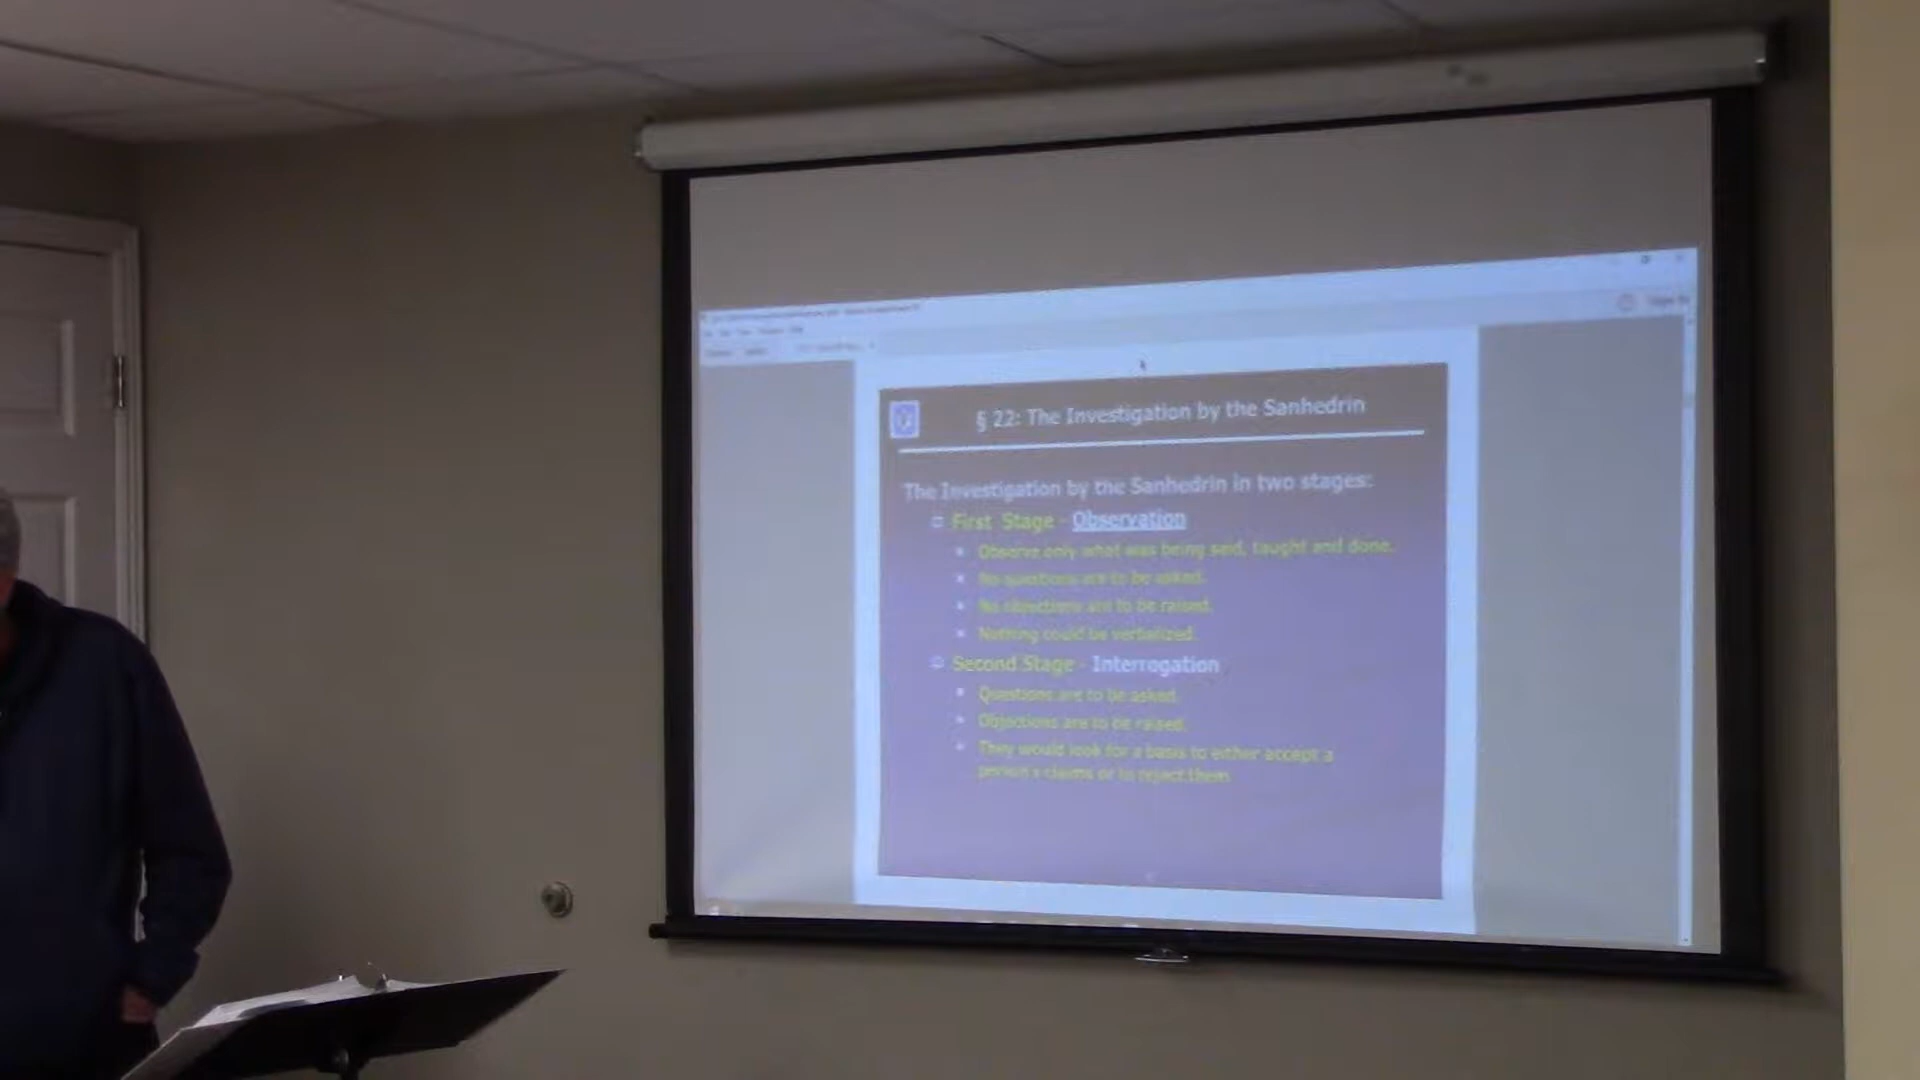 § 22: The Investigation by the Sanhedrin
The Investigation by the Sanhedrin in two stages:
First Stage - Observation
Observe only what was being said, taught and done.
No questions are to be asked.
No objections are to be raised.
Nothing could be verbalized.
Second Stage - Interrogation
Questions are to be asked.
Objections are to be raised.
They would look for a basis to either accept a
person's claims or to reject them